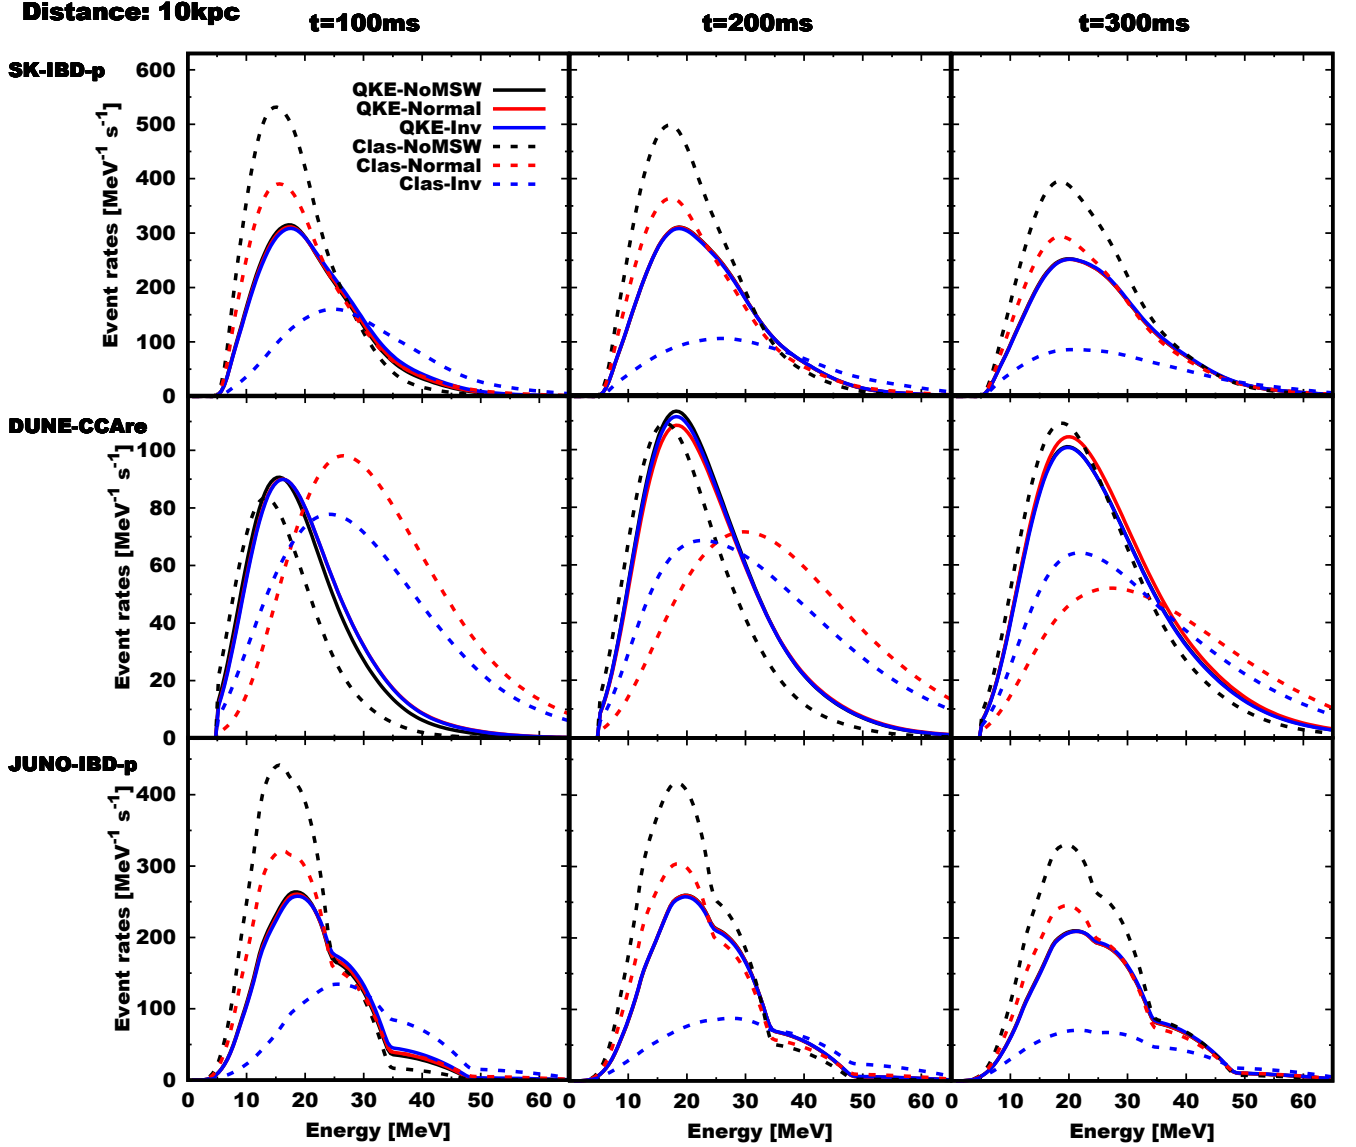 Distance: 10kpc
t=100ms
t=200ms
t=300ms
SK-IBD-p
QKE-NoMSW
QKE-Normal
QKE-Inv
Clas-NoMSW
Clas-Normal
Clas-Inv
Event rates [MeV⁻¹ s⁻¹]
600
500
400
300
200
100
0
DUNE-CCAre
Event rates [MeV⁻¹ s⁻¹]
100
80
60
40
20
0
JUNO-IBD-p
Event rates [MeV⁻¹ s⁻¹]
400
300
200
100
0
0 10 20 30 40 50 60
0 10 20 30 40 50 60
0 10 20 30 40 50 60
Energy [MeV]
Energy [MeV]
Energy [MeV]